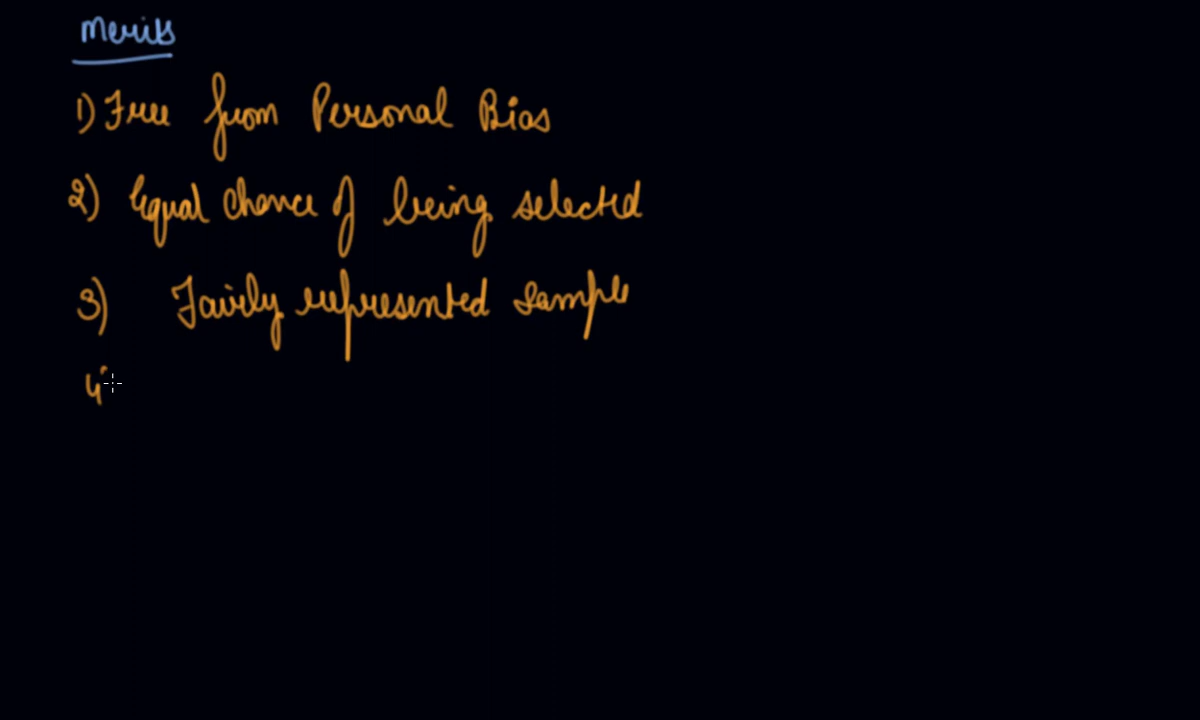 Merits
1) Free from Personal Bias
2) Equal chance of being selected
3) Fairly represented sample
4